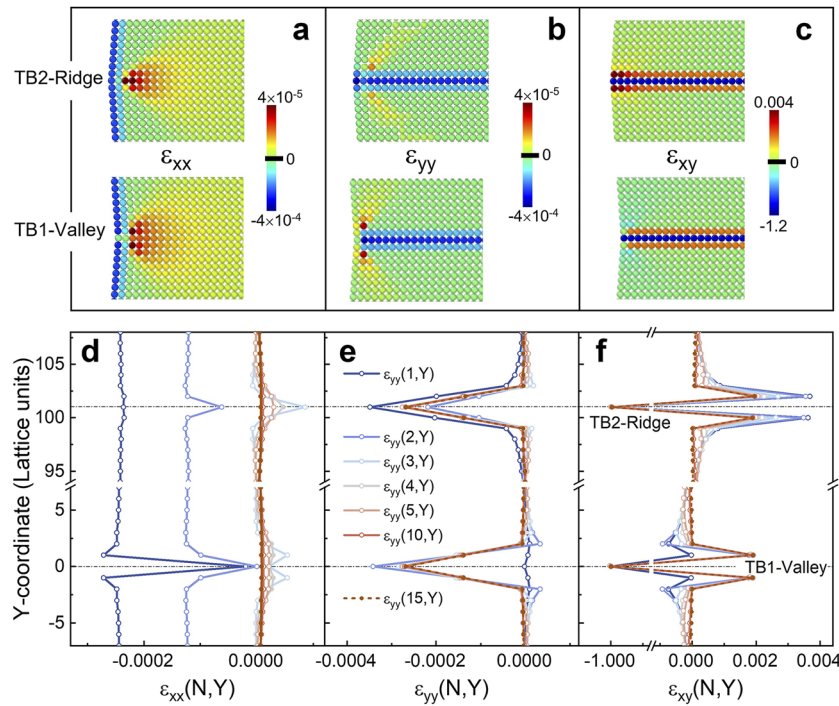 a
b
c
TB2-Ridge
4×10⁻⁵
0
-4×10⁻⁴
4×10⁻⁵
0
-4×10⁻⁴
0.004
0
-1.2
εxx
εyy
εxy
TB1-Valley
d
e
f
Y-coordinate (Lattice units)
105
100
95
5
0
-5
εyy(1,Y)
εyy(2,Y)
εyy(3,Y)
εyy(4,Y)
εyy(5,Y)
εyy(10,Y)
εyy(15,Y)
TB2-Ridge
TB1-Valley
-0.0002 0.0000
-0.0004 -0.0002 0.0000
-1.000 0.000 0.002 0.004
εxx(N,Y)
εyy(N,Y)
εxy(N,Y)